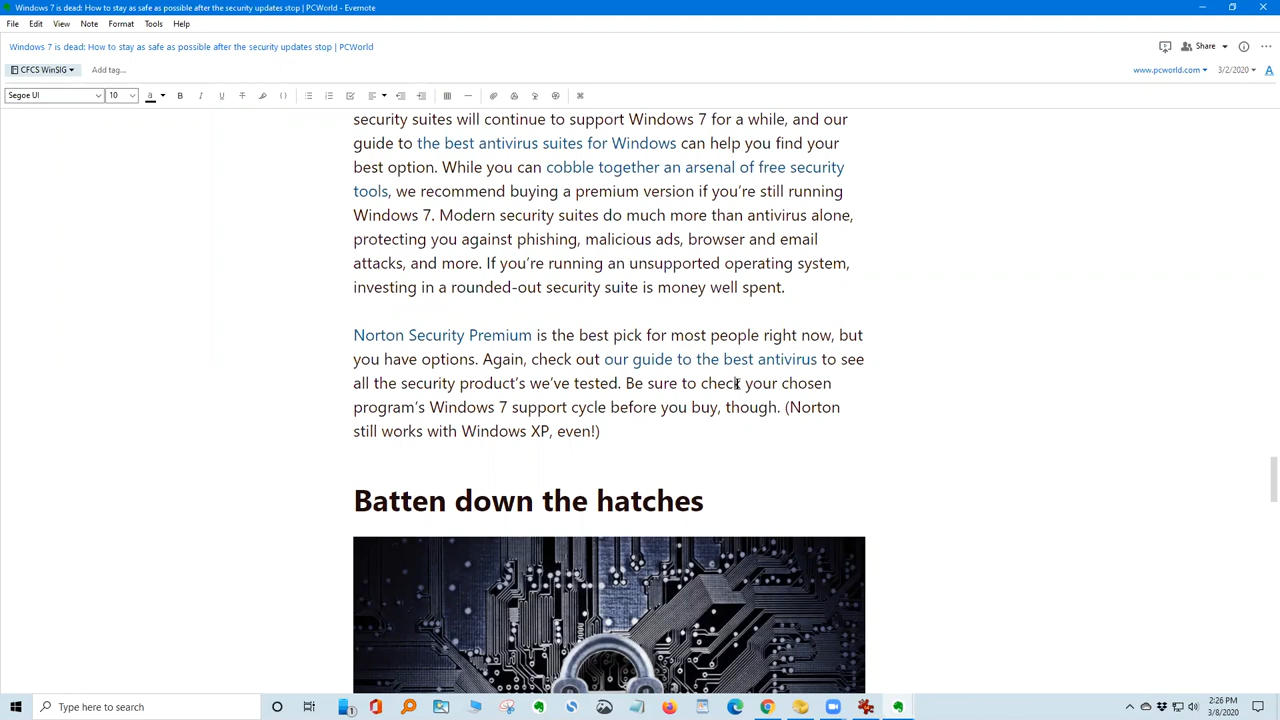 Windows 7 is dead: How to stay as safe as possible after the security updates stop | PCWorld - Evernote
File Edit View Note Format Tools Help
Windows 7 is dead: How to stay as safe as possible after the security updates stop | PCWorld
Share
CFCS WinSIG
Add tag...
www.pcworld.com
3/2/2020
Segoe UI
10
security suites will continue to support Windows 7 for a while, and our
guide to the best antivirus suites for Windows can help you find your
best option. While you can cobble together an arsenal of free security
tools, we recommend buying a premium version if you’re still running
Windows 7. Modern security suites do much more than antivirus alone,
protecting you against phishing, malicious ads, browser and email
attacks, and more. If you’re running an unsupported operating system,
investing in a rounded-out security suite is money well spent.
Norton Security Premium is the best pick for most people right now, but
you have options. Again, check out our guide to the best antivirus to see
all the security product’s we’ve tested. Be sure to check your chosen
program’s Windows 7 support cycle before you buy, though. (Norton
still works with Windows XP, even!)
Batten down the hatches
Type here to search
2:26 PM
3/8/2020